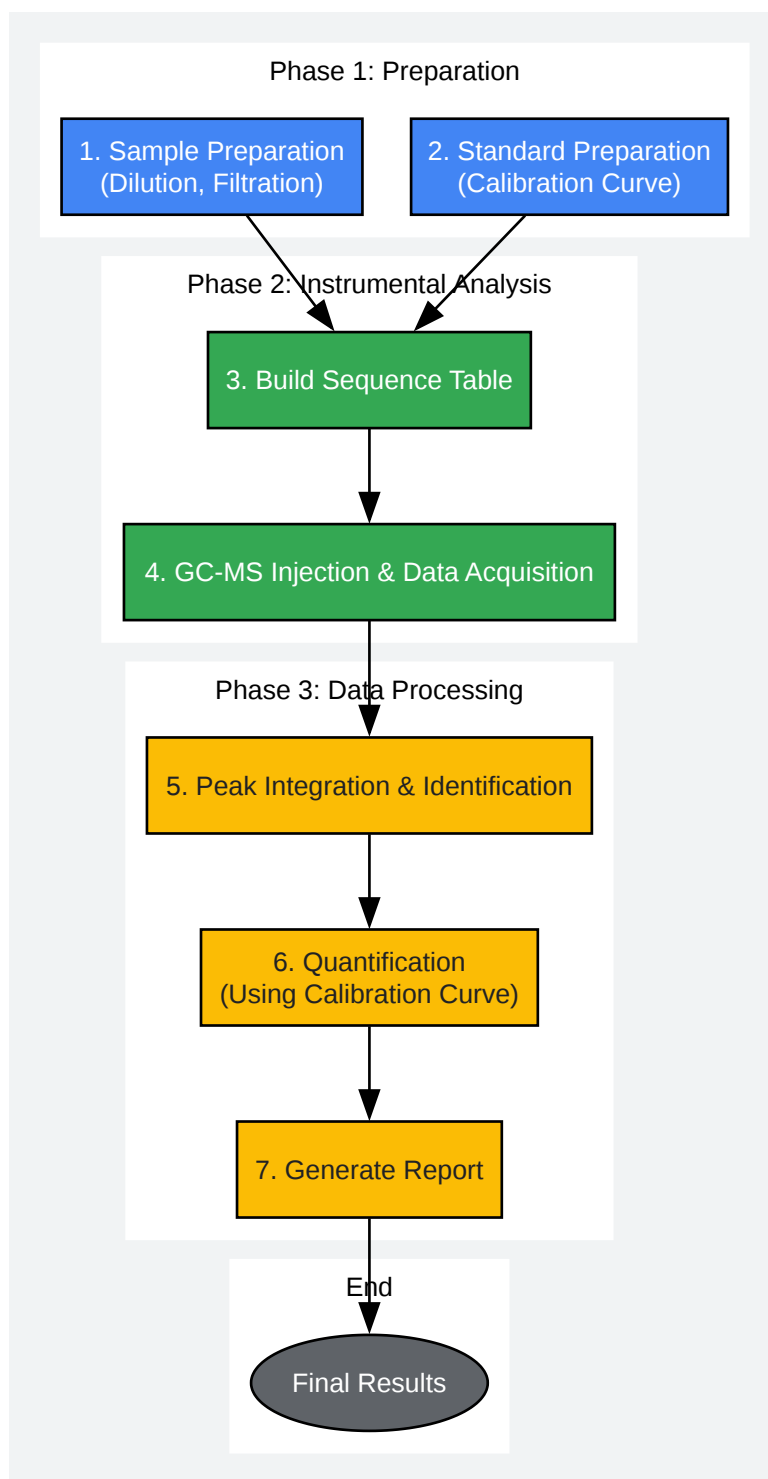 Phase 1: Preparation
1. Sample Preparation
(Dilution, Filtration)
2. Standard Preparation
(Calibration Curve)
Phase 2: Instrumental Analysis
3. Build Sequence Table
4. GC-MS Injection & Data Acquisition
Phase 3: Data Processing
5. Peak Integration & Identification
6. Quantification
(Using Calibration Curve)
7. Generate Report
End
Final Results